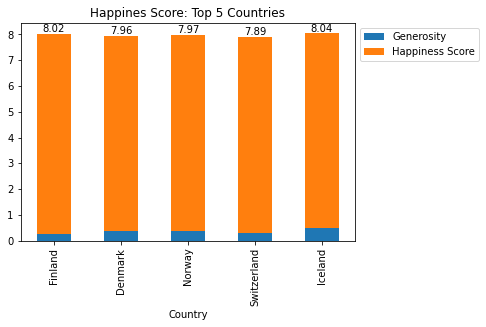 Happines Score: Top 5 Countries
8.02 7.96 7.97 7.89 8.04
Generosity
Happiness Score
8
7
6
5
4
3
2
1
0
Finland Denmark Norway Switzerland Iceland
Country